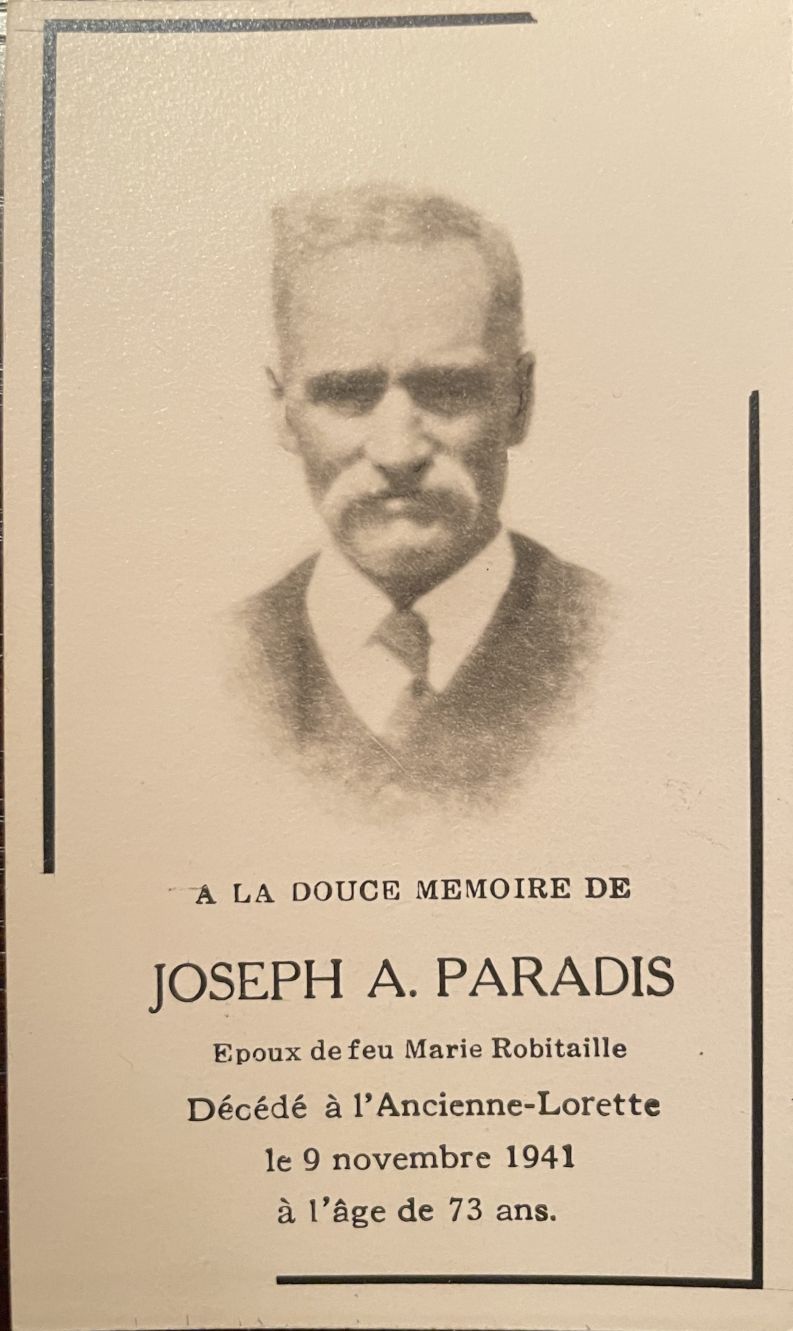 A LA DOUCE MEMOIRE DE
JOSEPH A. PARADIS
Epoux de feu Marie Robitaille
Décédé à l'Ancienne-Lorette
le 9 novembre 1941
à l'âge de 73 ans.